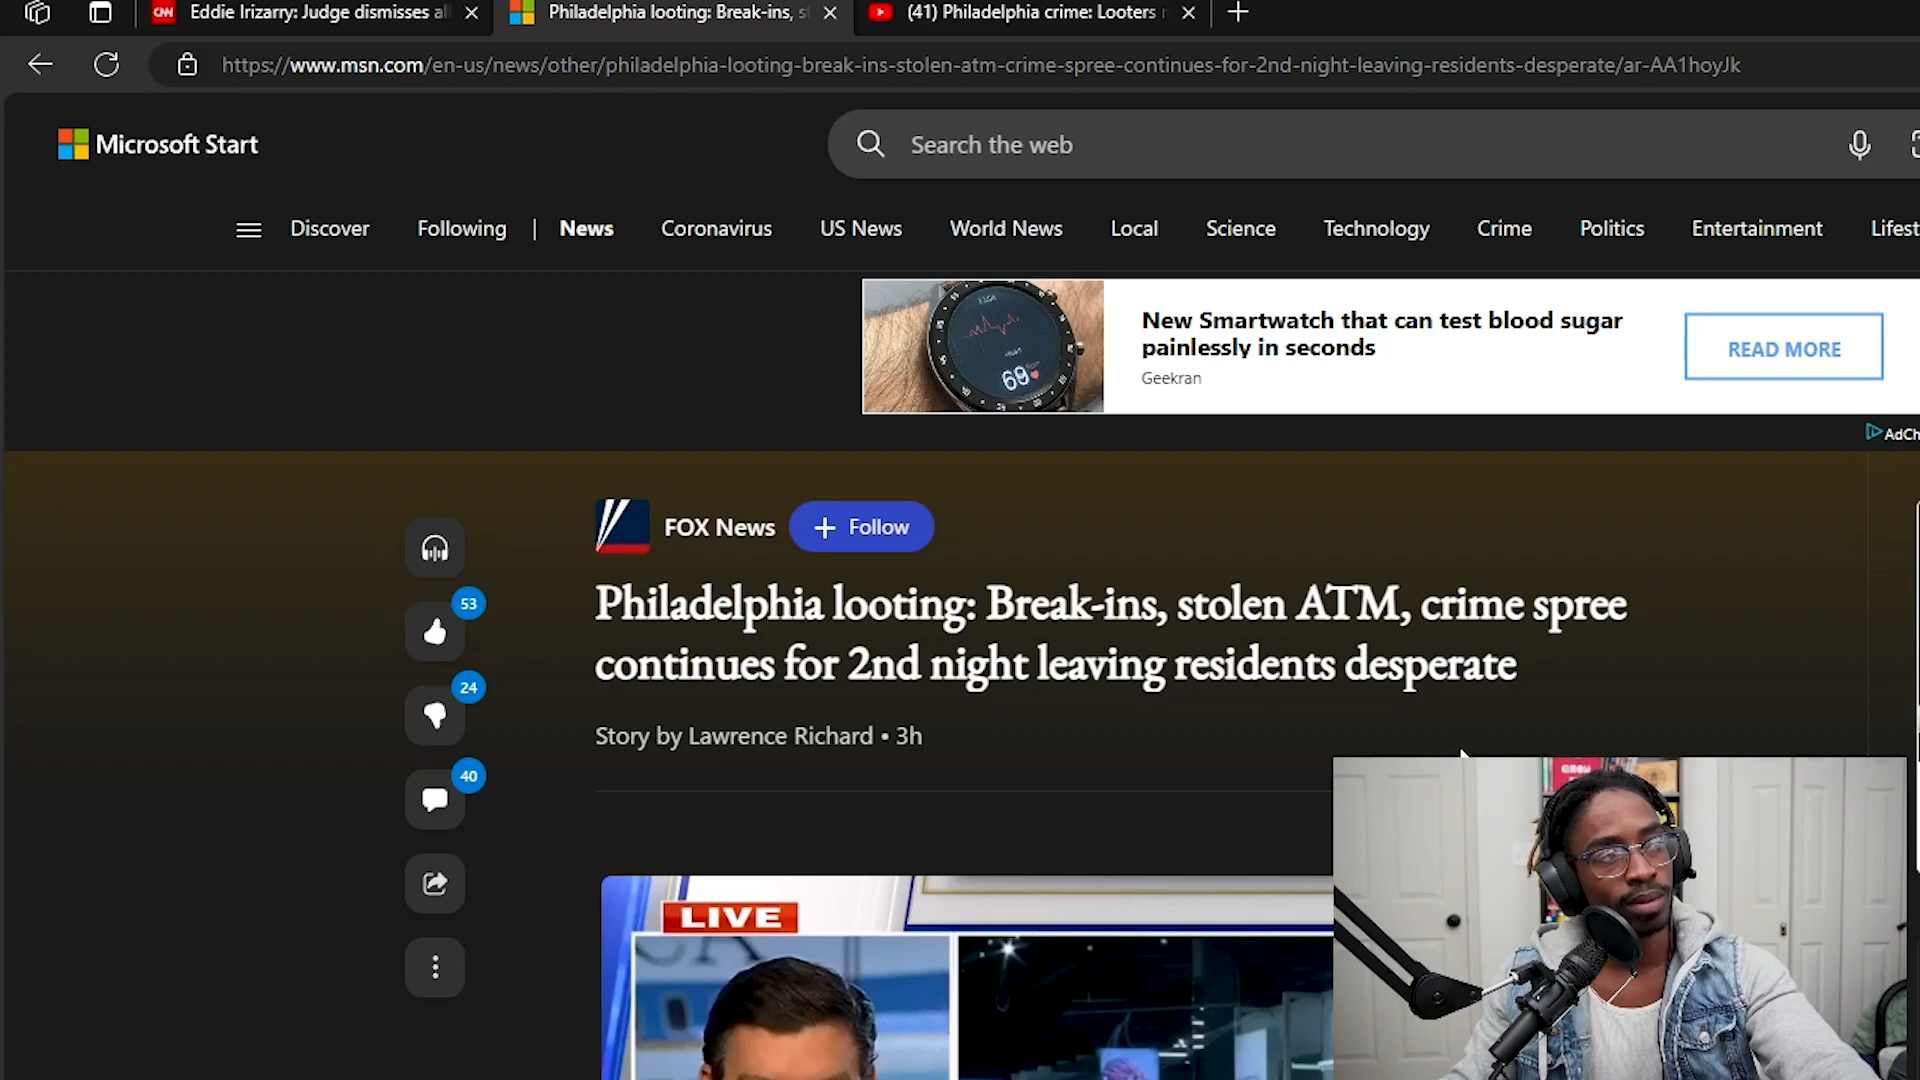 Eddie Irizarry: Judge dismisses all
Philadelphia looting: Break-ins, s
(41) Philadelphia crime: Looters
https://www.msn.com/en-us/news/other/philadelphia-looting-break-ins-stolen-atm-crime-spree-continues-for-2nd-night-leaving-residents-desperate/ar-AA1hoyJk
Microsoft Start
Search the web
Discover
Following
News
Coronavirus
US News
World News
Local
Science
Technology
Crime
Politics
Entertainment
Lifest
New Smartwatch that can test blood sugar
painlessly in seconds
Geekran
READ MORE
69
AdCh
FOX News
Follow
53
24
40
Philadelphia looting: Break-ins, stolen ATM, crime spree
continues for 2nd night leaving residents desperate
Story by Lawrence Richard • 3h
LIVE
CNN